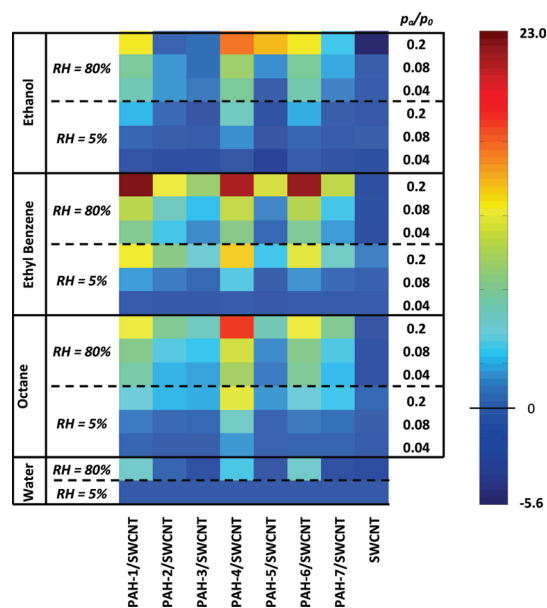 pₐ/p₀
23.0
0
-5.6
Ethanol
RH = 80%
0.2
0.08
0.04
RH = 5%
0.2
0.08
0.04
Ethyl Benzene
RH = 80%
0.2
0.08
0.04
RH = 5%
0.2
0.08
0.04
Octane
RH = 80%
0.2
0.08
0.04
RH = 5%
0.2
0.08
0.04
Water
RH = 80%
RH = 5%
PAH-1/SWCNT
PAH-2/SWCNT
PAH-3/SWCNT
PAH-4/SWCNT
PAH-5/SWCNT
PAH-6/SWCNT
PAH-7/SWCNT
SWCNT